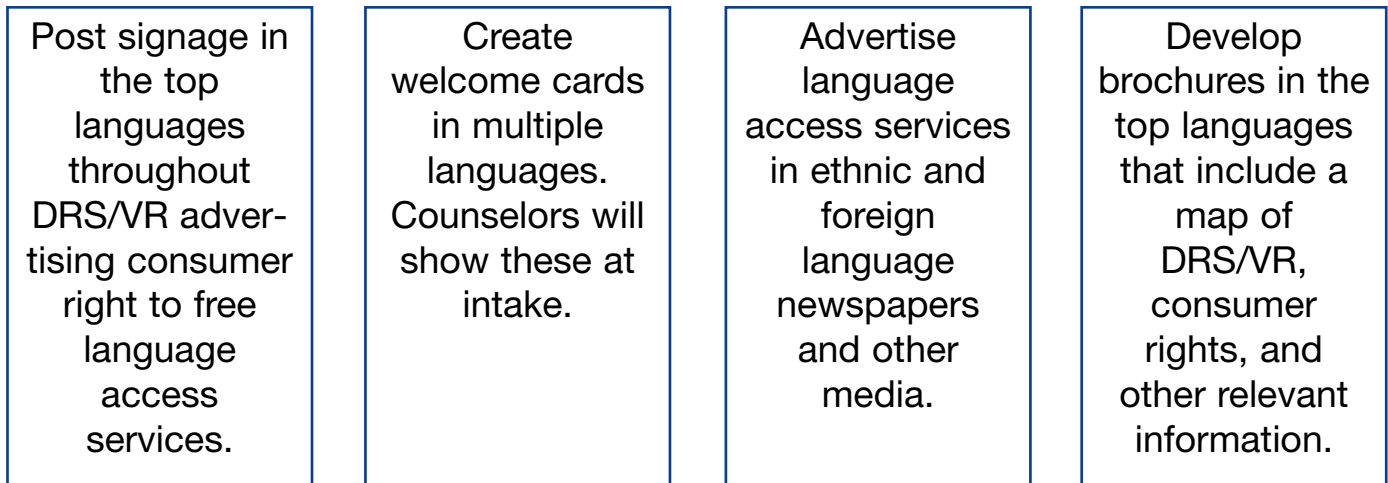 Post signage in
the top
languages
throughout
DRS/VR adver-
tising consumer
right to free
language
access
services.
Create
welcome cards
in multiple
languages.
Counselors will
show these at
intake.
Advertise
language
access services
in ethnic and
foreign
language
newspapers
and other
media.
Develop
brochures in the
top languages
that include a
map of
DRS/VR,
consumer
rights, and
other relevant
information.